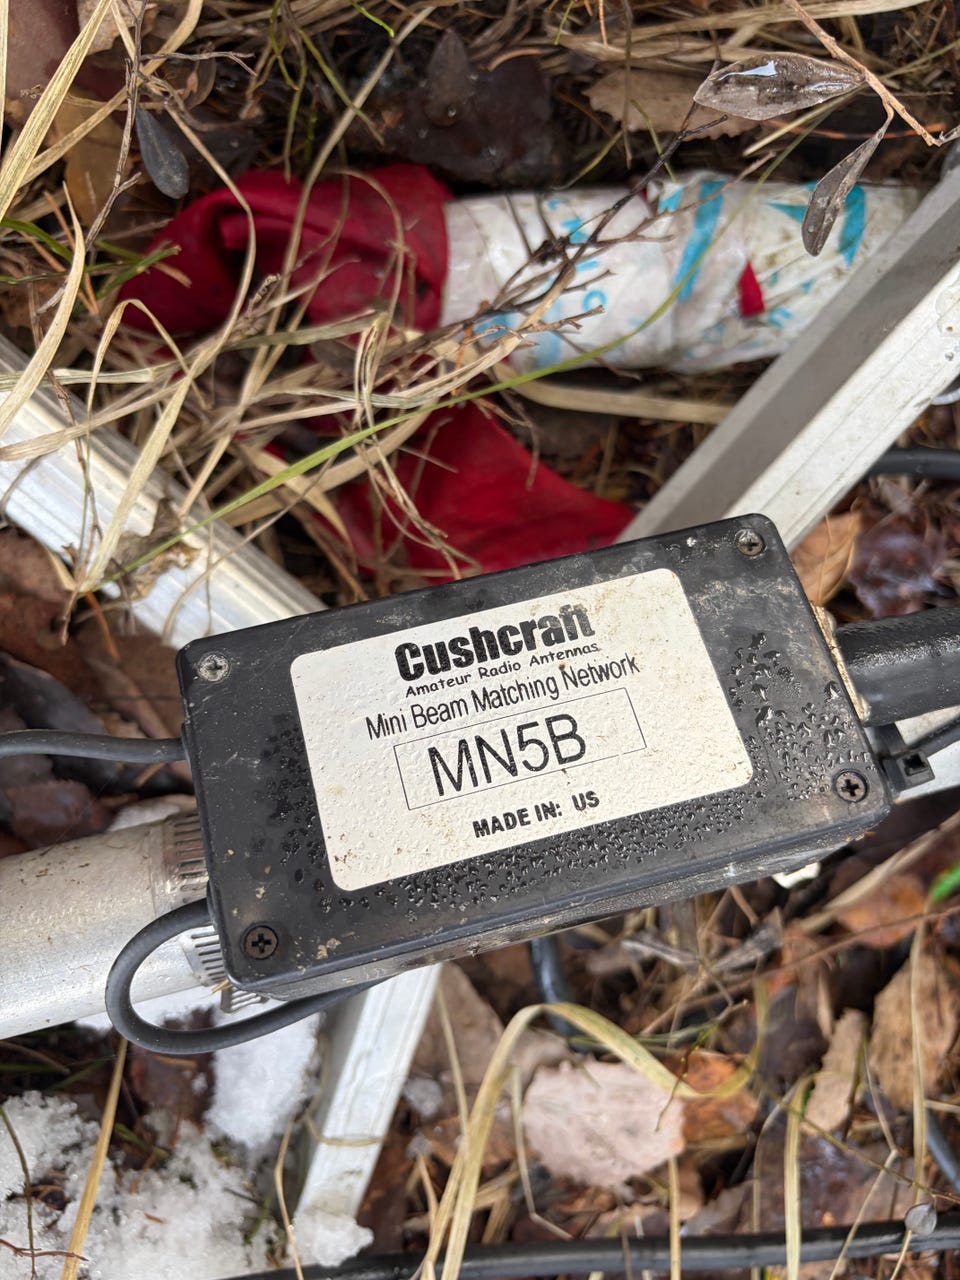 Cushcraft
Amateur Radio Antennas
Mini Beam Matching Network
MN5B
MADE IN: US